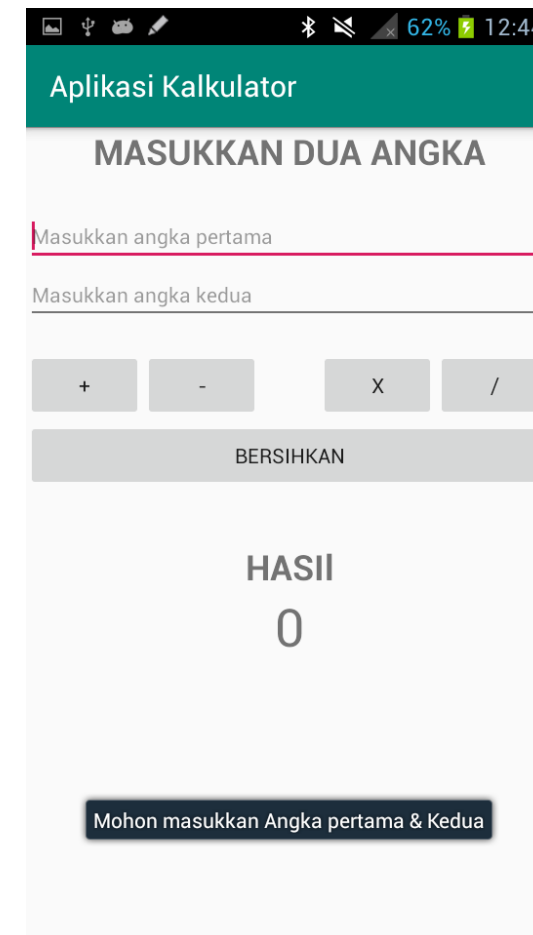 62% 12:4
Aplikasi Kalkulator
MASUKKAN DUA ANGKA
Masukkan angka pertama
Masukkan angka kedua
+ - X /
BERSIHKAN
HASIl
0
Mohon masukkan Angka pertama & Kedua